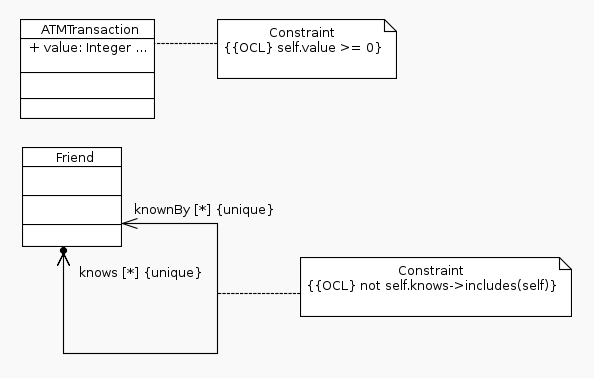 ATMTransaction
+ value: Integer ...
Constraint
{{OCL} self.value >= 0}
Friend
knownBy [*] {unique}
knows [*] {unique}
Constraint
{{OCL} not self.knows->includes(self)}